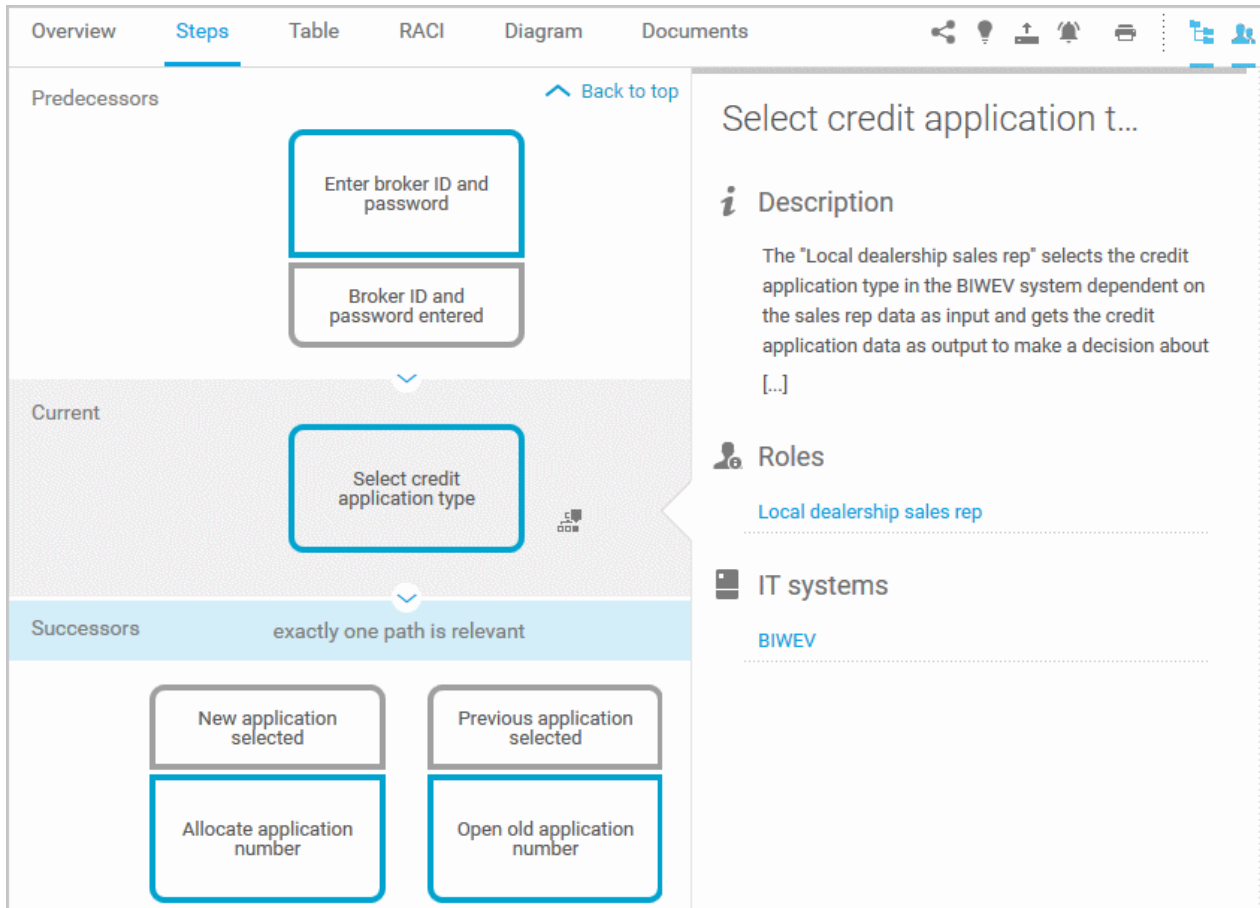 Overview Steps Table RACI Diagram Documents
Predecessors
Back to top
Enter broker ID and
password
Broker ID and
password entered
Current
Select credit
application type
Successors
exactly one path is relevant
New application
selected
Previous application
selected
Allocate application
number
Open old application
number
Select credit application t...
Description
The "Local dealership sales rep" selects the credit
application type in the BIWEV system dependent on
the sales rep data as input and gets the credit
application data as output to make a decision about
[...]
Roles
Local dealership sales rep
IT systems
BIWEV